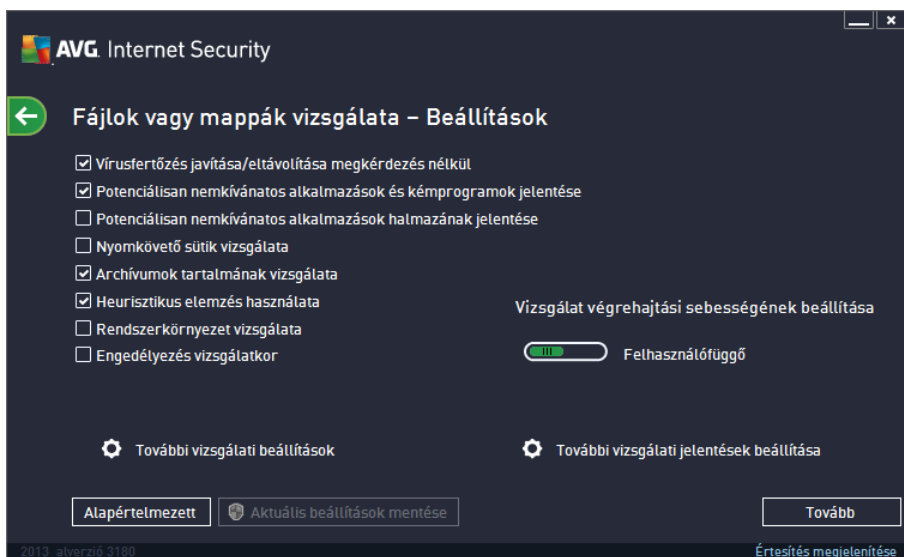 AVG. Internet Security
Fájlok vagy mappák vizsgálata – Beállítások
Vírusfertőzés javítása/eltávolítása megkérdezés nélkül
Potenciálisan nemkívánatos alkalmazások és kémprogramok jelentése
Potenciálisan nemkívánatos alkalmazások halmazának jelentése
Nyomkövető sütik vizsgálata
Archívumok tartalmának vizsgálata
Heurisztikus elemzés használata
Rendszerkörnyezet vizsgálata
Engedélyezés vizsgálatkor
Vizsgálat végrehajtási sebességének beállítása
Felhasználófüggő
További vizsgálati beállítások
További vizsgálati jelentések beállítása
Alapértelmezett
Aktuális beállítások mentése
Tovább
2013 alverzió 3180
Értesítés megjelenítése